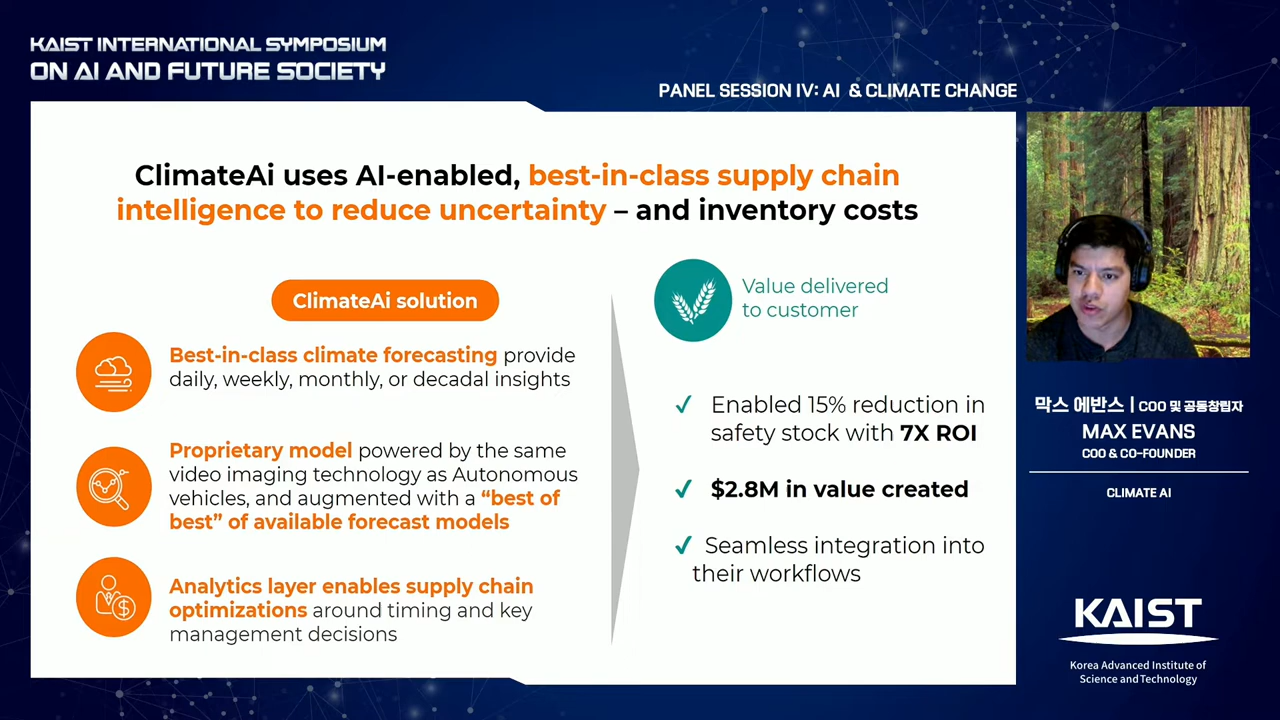 KAIST INTERNATIONAL SYMPOSIUM
ON AI AND FUTURE SOCIETY
PANEL SESSION IV: AI & CLIMATE CHANGE
ClimateAi uses AI-enabled, best-in-class supply chain
intelligence to reduce uncertainty – and inventory costs
ClimateAi solution
Best-in-class climate forecasting provide
daily, weekly, monthly, or decadal insights
Proprietary model powered by the same
video imaging technology as Autonomous
vehicles, and augmented with a “best of
best” of available forecast models
Analytics layer enables supply chain
optimizations around timing and key
management decisions
Value delivered
to customer
✓ Enabled 15% reduction in
safety stock with 7X ROI
✓ $2.8M in value created
✓ Seamless integration into
their workflows
막스 에반스 | COO 및 공동창립자
MAX EVANS
COO & CO-FOUNDER
CLIMATE AI
KAIST
Korea Advanced Institute of
Science and Technology